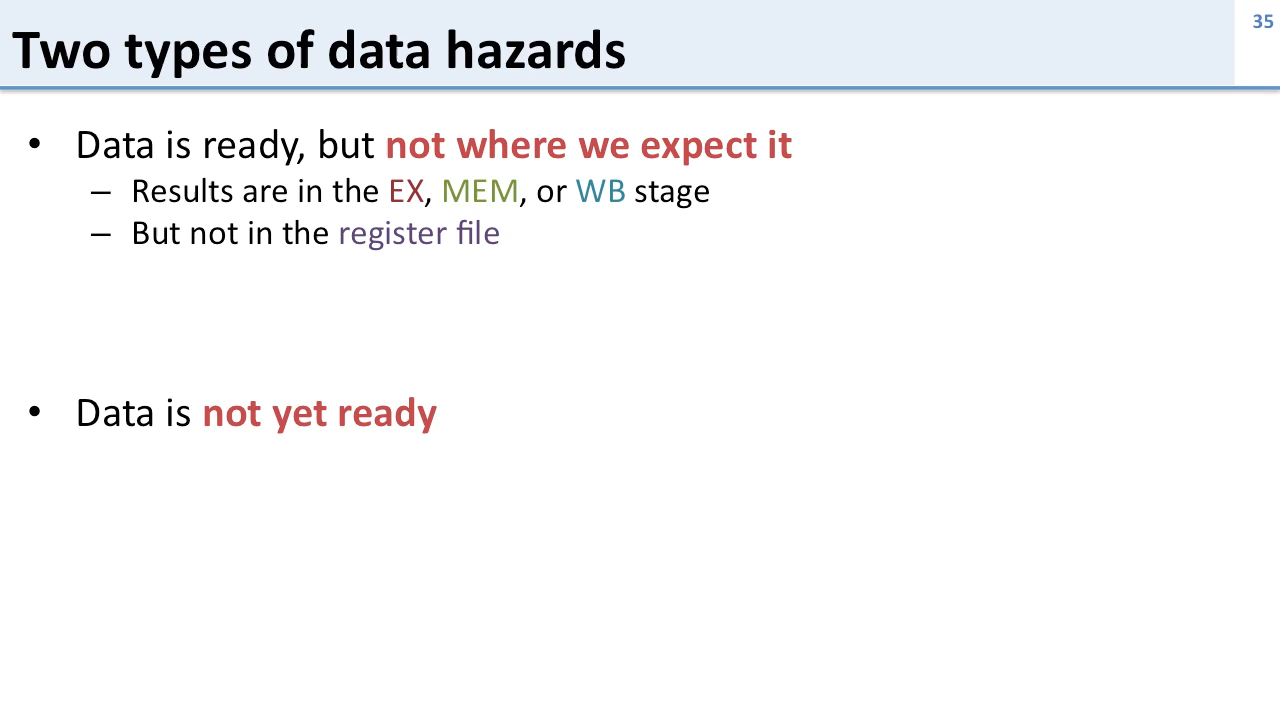 Two types of data hazards
35
• Data is ready, but not where we expect it
– Results are in the EX, MEM, or WB stage
– But not in the register file
• Data is not yet ready